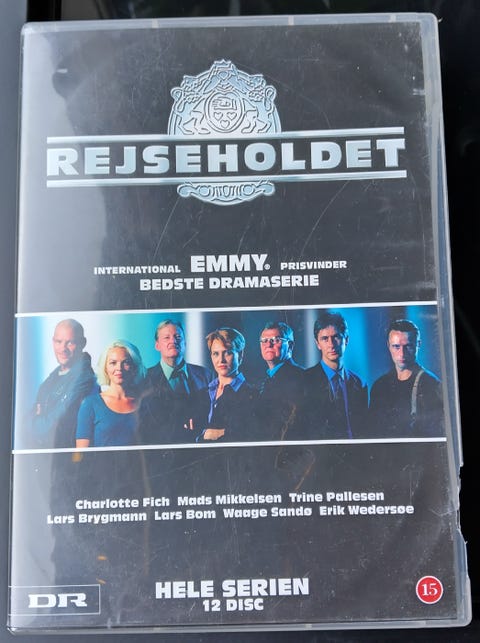 REJSEHOLDET
INTERNATIONAL EMMY® PRISVINDER
BEDSTE DRAMASERIE
Charlotte Fich Mads Mikkelsen Trine Pallesen
Lars Brygmann Lars Bom Waage Sandø Erik Wedersøe
HELE SERIEN
12 DISC
DR
15